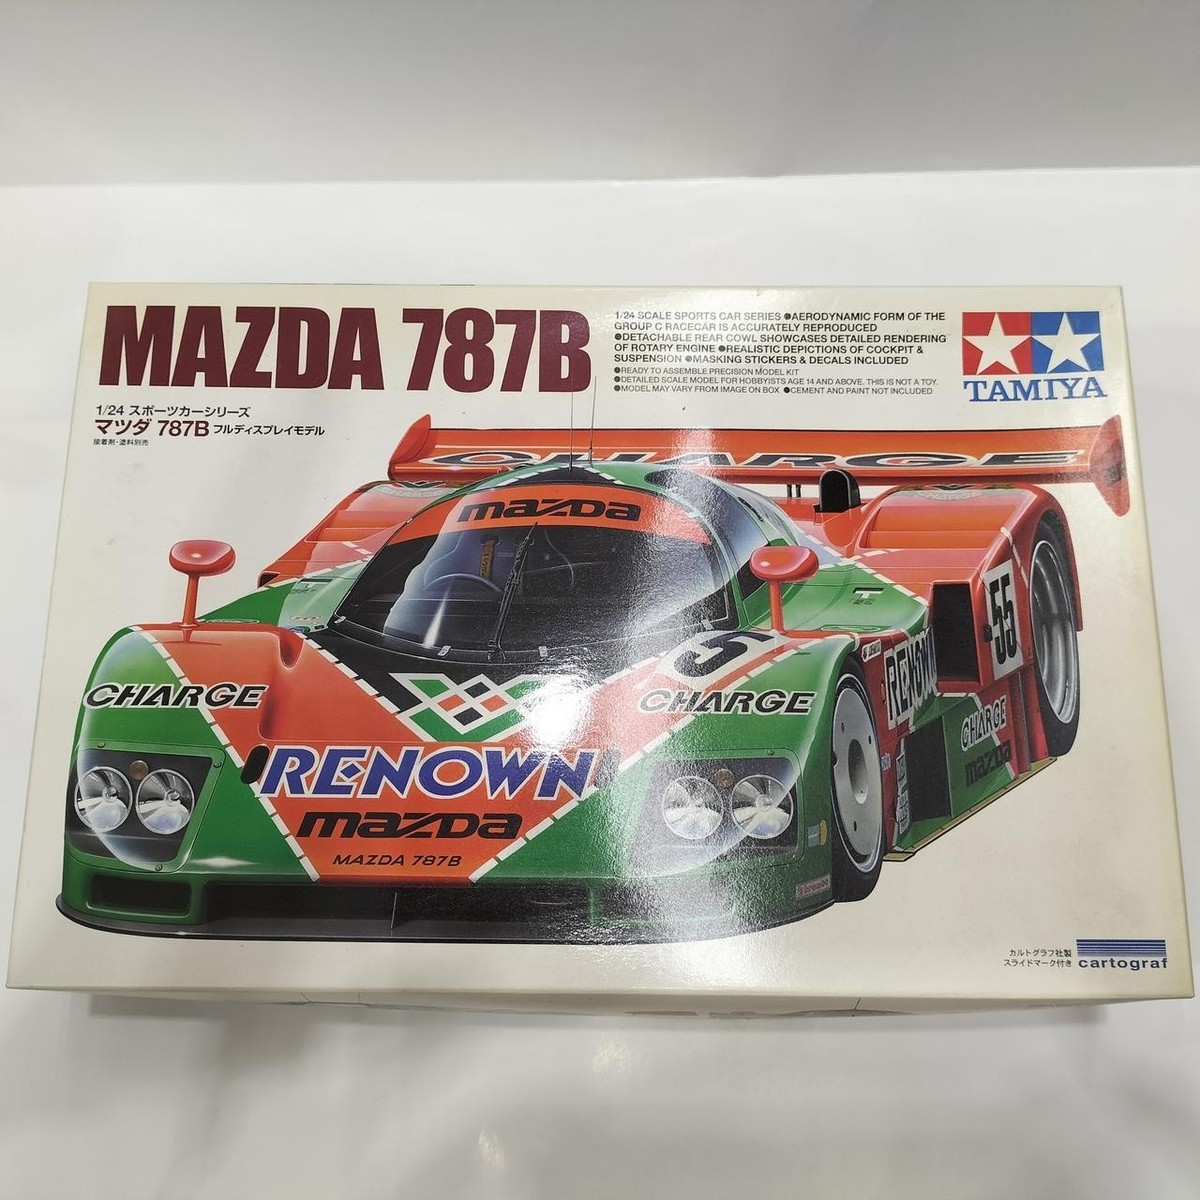 MAZDA 787B
1/24 SCALE SPORTS CAR SERIES ●AERODYNAMIC FORM OF THE
GROUP C RACECAR IS ACCURATELY REPRODUCED
●DETACHABLE REAR COWL SHOWCASES DETAILED RENDERING
OF ROTARY ENGINE ●REALISTIC DEPICTIONS OF COCKPIT &
SUSPENSION ●MASKING STICKERS & DECALS INCLUDED
●READY TO ASSEMBLE PRECISION MODEL KIT
●DETAILED SCALE MODEL FOR HOBBYISTS AGE 14 AND ABOVE. THIS IS NOT A TOY.
●MODEL MAY VARY FROM IMAGE ON BOX ●CEMENT AND PAINT NOT INCLUDED
TAMIYA
1/24 スポーツカーシリーズ
マツダ 787B フルディスプレイモデル
接着剤・塗料別売
CHARGE
CHARGE
mazda
55
5
RENOWN
CHARGE
CHARGE
CHARGE
mazda
RENOWN
mazda
MAZDA 787B
brembo
カルトグラフ社製
スライドマーク付き
cartograf